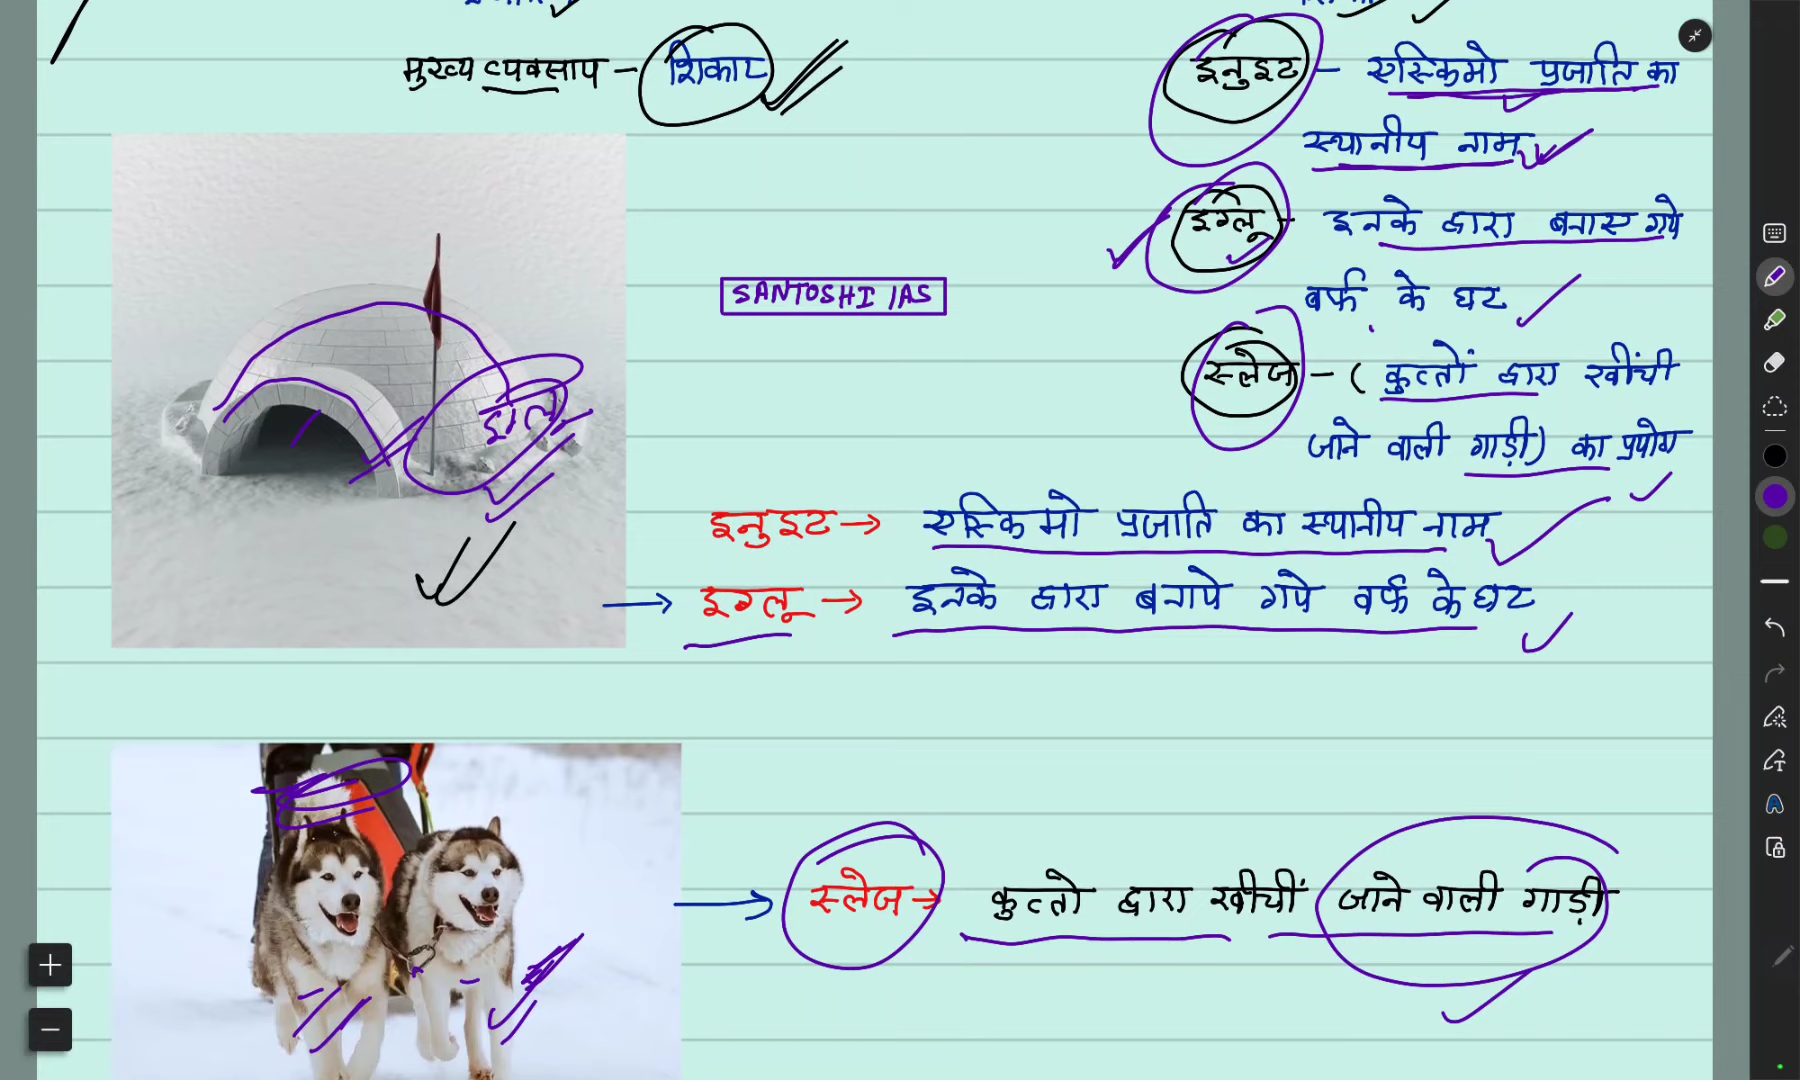 मुख्य व्यवसाय - शिकार
इनुइट - एस्किमो प्रजाति का
स्थानीय नाम
इग्लू - इनके द्वारा बनाए गये
बर्फ के घर
स्लेज - ( कुत्तों द्वारा खींची
जाने वाली गाड़ी) का प्रयोग
SANTOSHI IAS
इग्लू
इनुइट → एस्किमो प्रजाति का स्थानीय नाम
→ इग्लू → इनके द्वारा बनाये गये बर्फ के घर
→ स्लेज → कुत्तो द्वारा खींचीं जाने वाली गाड़ी